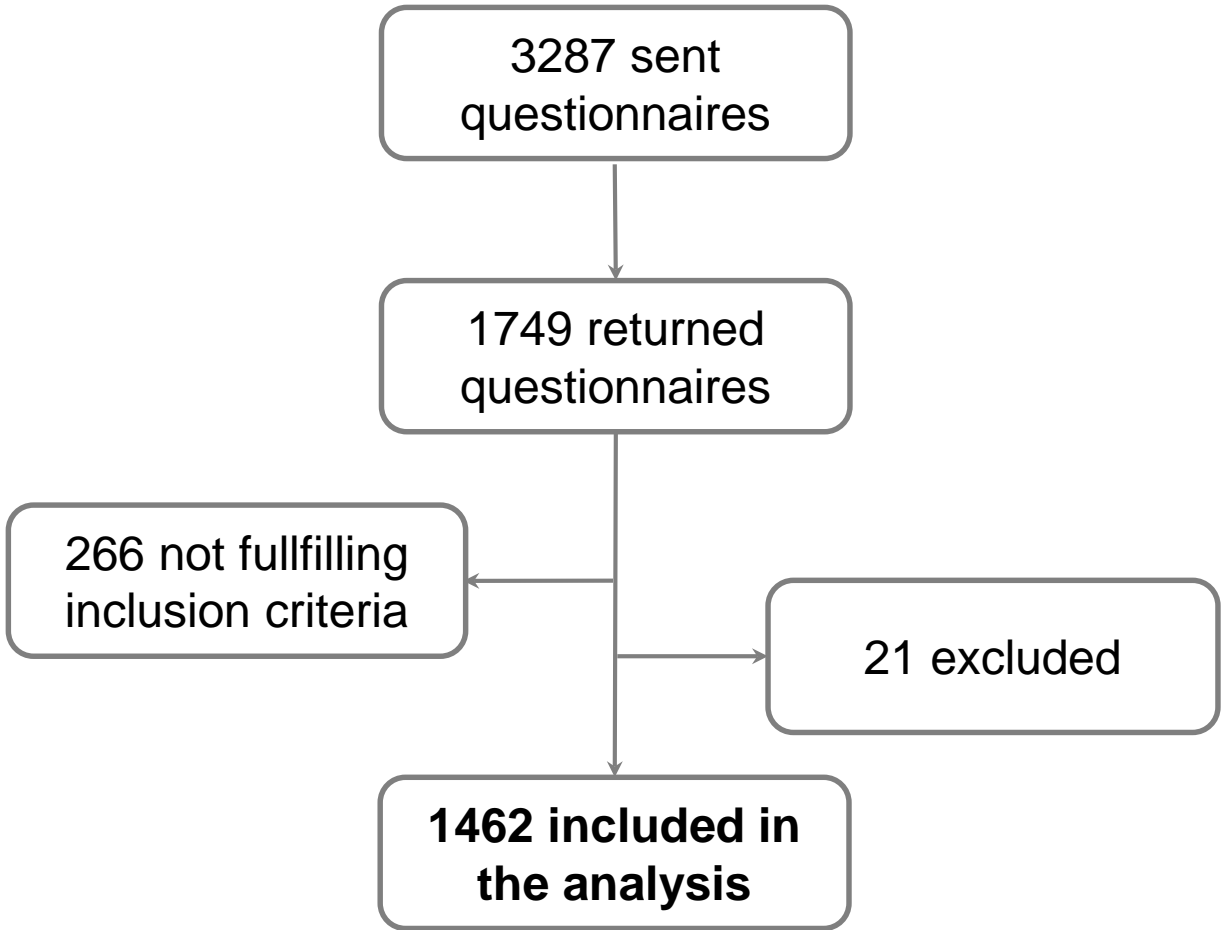 3287 sent
questionnaires
1749 returned
questionnaires
266 not fullfilling
inclusion criteria
21 excluded
1462 included in
the analysis